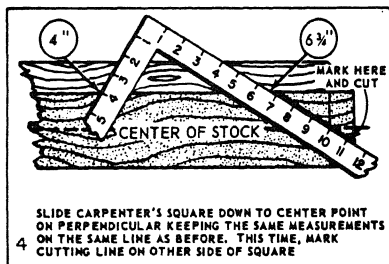 4"
6 3/4"
MARK HERE
AND CUT
1 2 3 4 5
1 2 3 4 5 6 7 8 9 10 11 12
CENTER OF STOCK
4
SLIDE CARPENTER'S SQUARE DOWN TO CENTER POINT
ON PERPENDICULAR KEEPING THE SAME MEASUREMENTS
ON THE SAME LINE AS BEFORE. THIS TIME, MARK
CUTTING LINE ON OTHER SIDE OF SQUARE